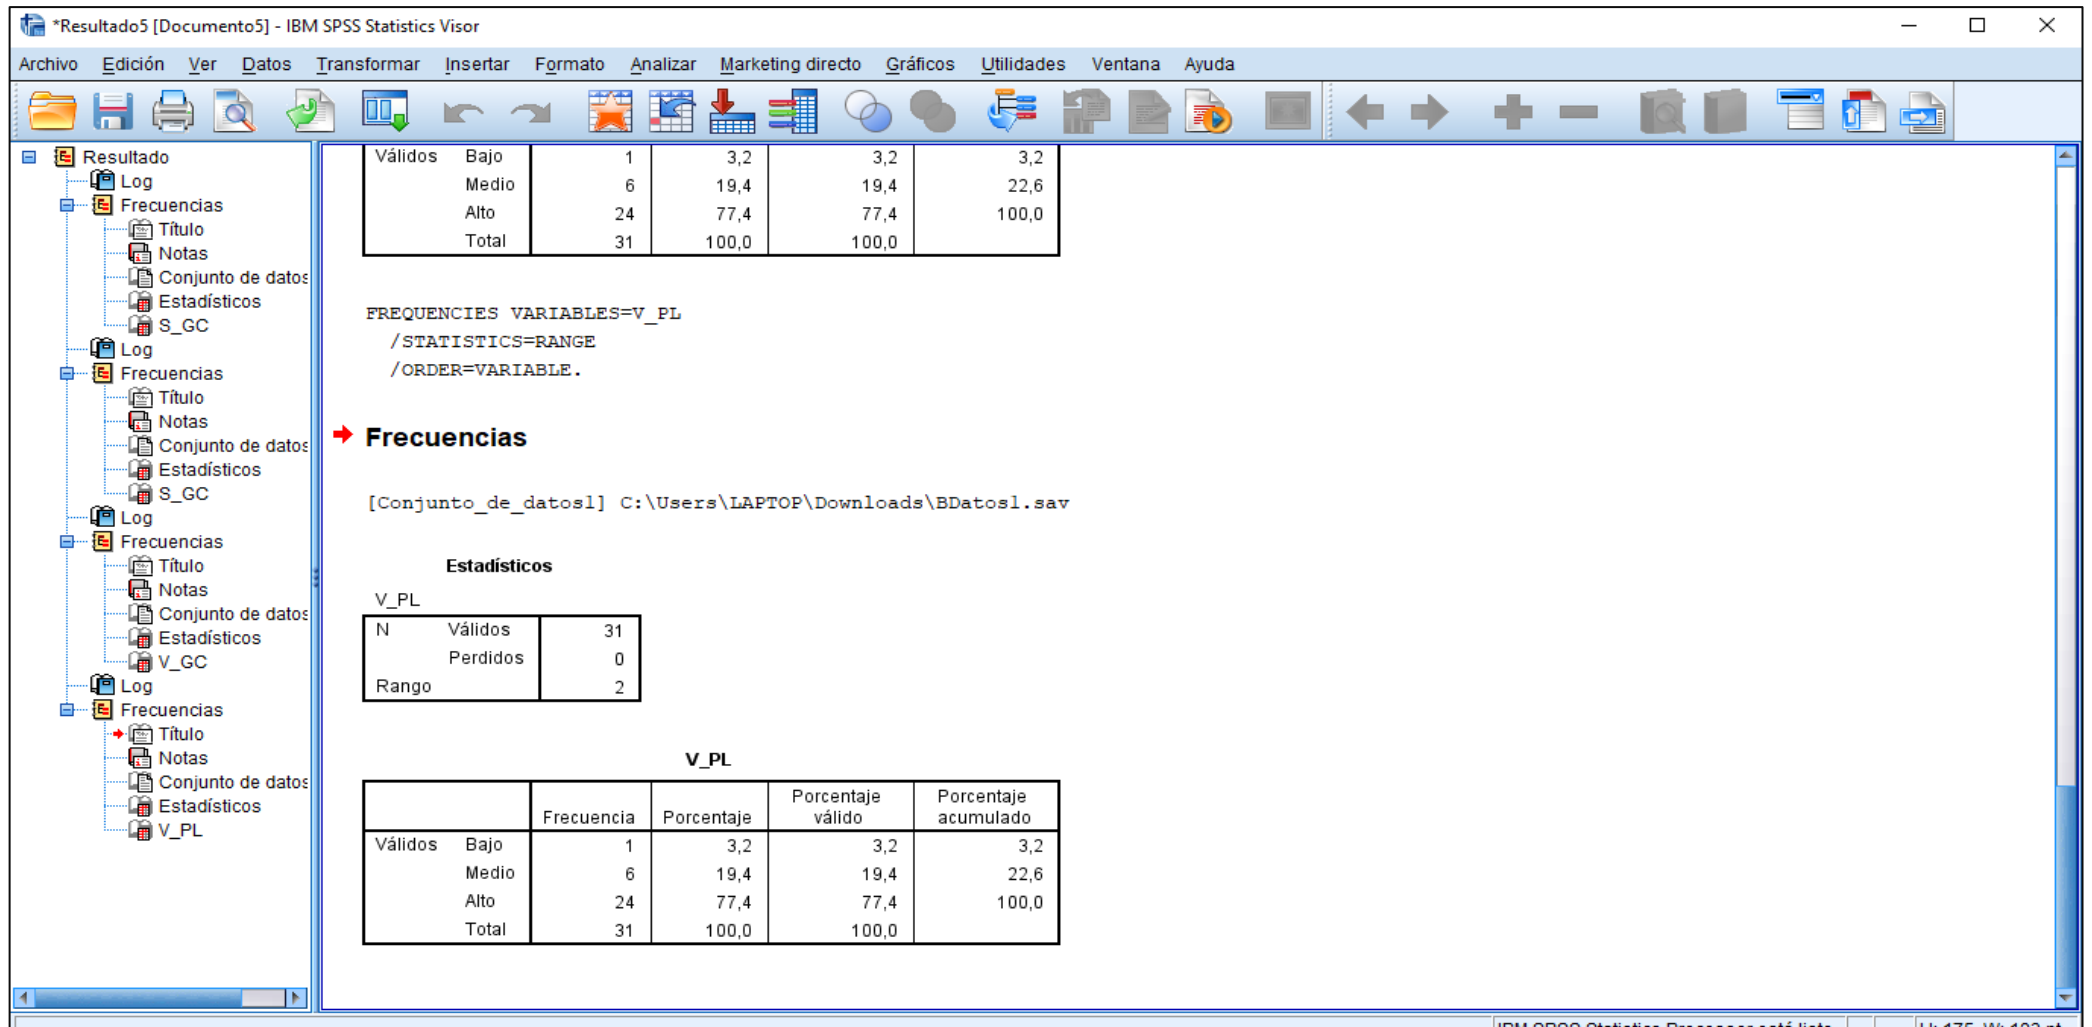 *Resultado5 [Documento5] - IBM SPSS Statistics Visor
Archivo Edición Ver Datos Transformar Insertar Formato Analizar Marketing directo Gráficos Utilidades Ventana Ayuda
Resultado
Log
Frecuencias
Título
Notas
Conjunto de datos
Estadísticos
S_GC
Log
Frecuencias
Título
Notas
Conjunto de datos
Estadísticos
S_GC
Log
Frecuencias
Título
Notas
Conjunto de datos
Estadísticos
V_GC
Log
Frecuencias
Título
Notas
Conjunto de datos
Estadísticos
V_PL
Válidos Bajo 1 3,2 3,2 3,2
Medio 6 19,4 19,4 22,6
Alto 24 77,4 77,4 100,0
Total 31 100,0 100,0
FREQUENCIES VARIABLES=V_PL
/STATISTICS=RANGE
/ORDER=VARIABLE.
Frecuencias
[Conjunto_de_datos1] C:\Users\LAPTOP\Downloads\BDatos1.sav
Estadísticos
V_PL
N Válidos 31
Perdidos 0
Rango 2
V_PL
Frecuencia Porcentaje Porcentaje válido Porcentaje acumulado
Válidos Bajo 1 3,2 3,2 3,2
Medio 6 19,4 19,4 22,6
Alto 24 77,4 77,4 100,0
Total 31 100,0 100,0
IBM SPSS Statistics Processor está listo